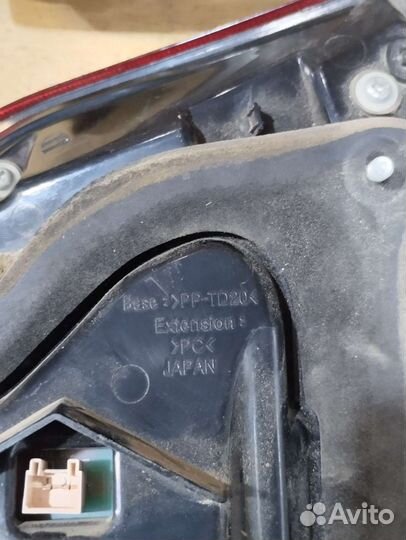 Base : >PP-TD20<
Extension :
>PC<
JAPAN
Avito